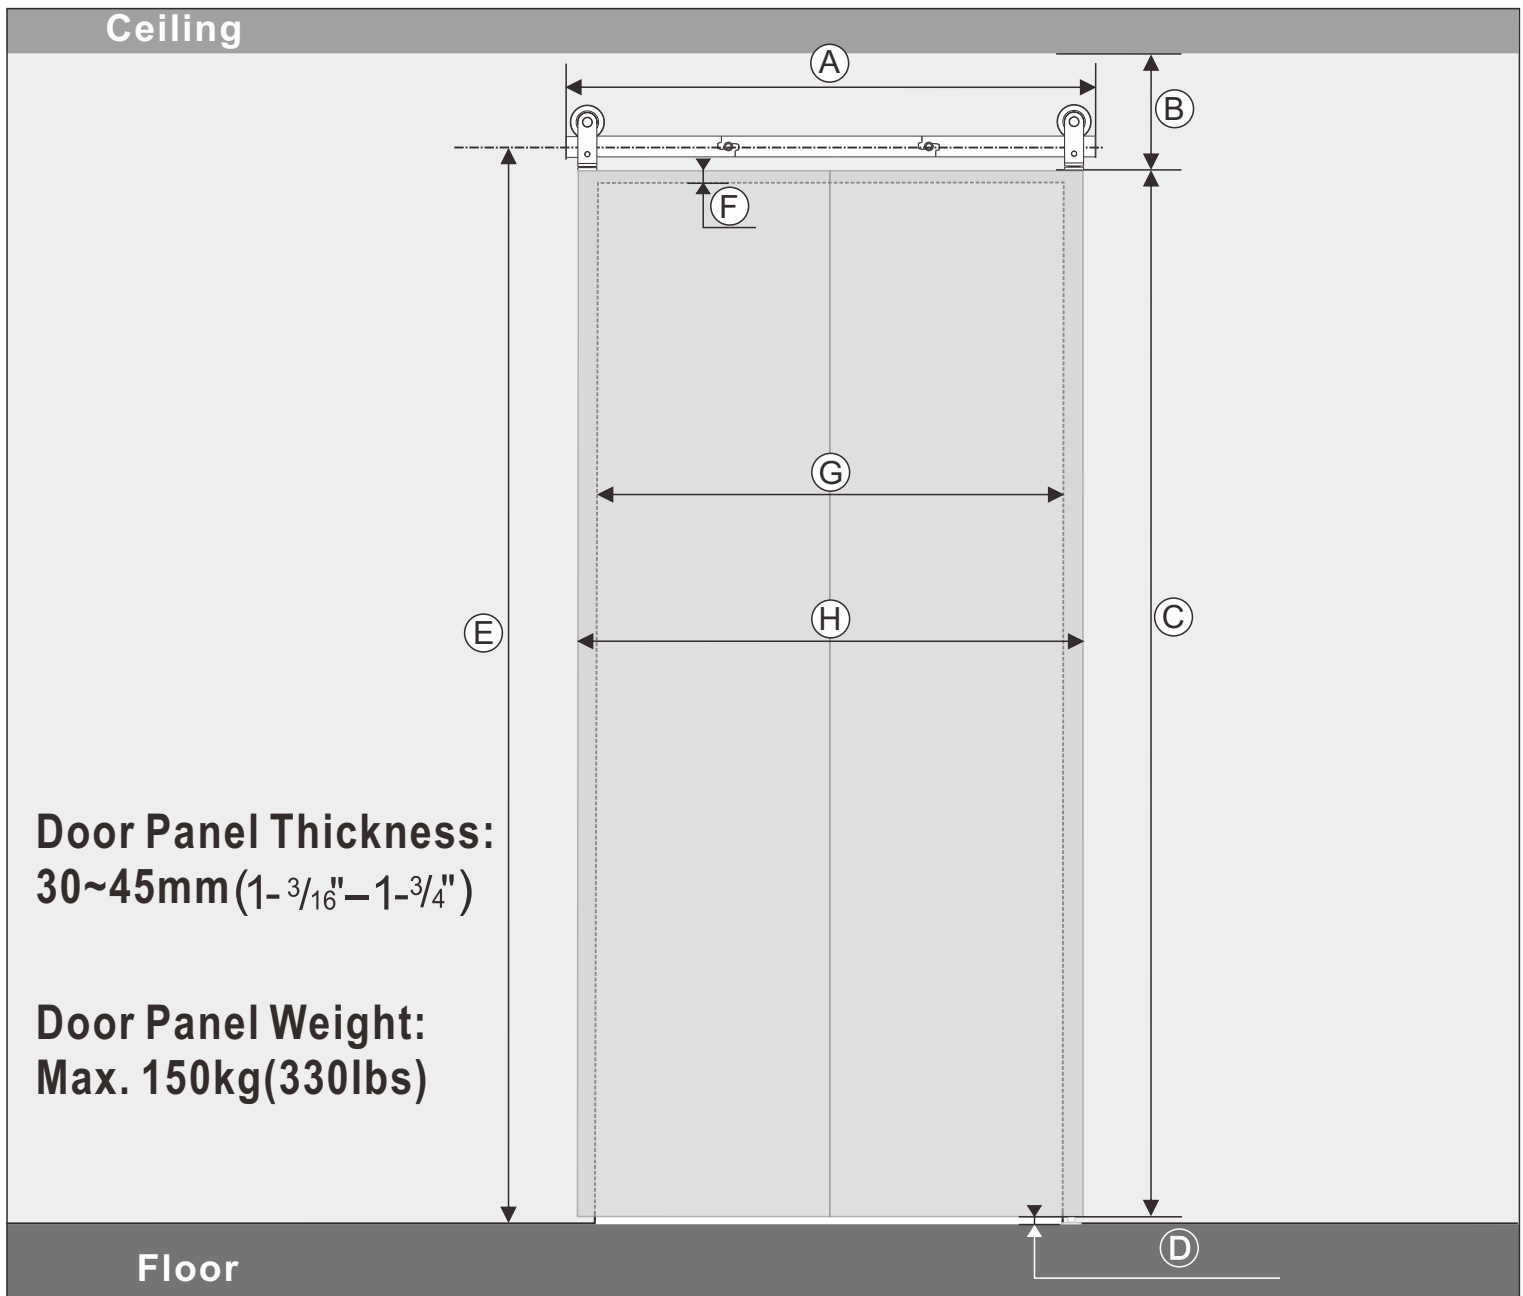 Ceiling
A
B
F
G
H
E
C
Door Panel Thickness:
30~45mm(1- 3/16"–1-3/4")
Door Panel Weight:
Max. 150kg(330lbs)
D
Floor